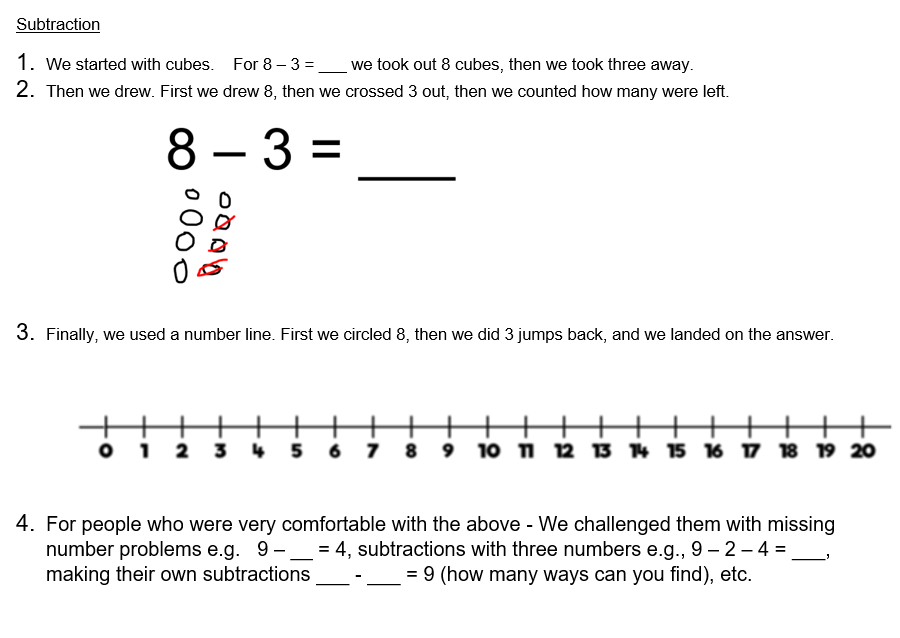 Subtraction
1. We started with cubes. For 8 – 3 = ___ we took out 8 cubes, then we took three away.
2. Then we drew. First we drew 8, then we crossed 3 out, then we counted how many were left.
8 – 3 = ___
3. Finally, we used a number line. First we circled 8, then we did 3 jumps back, and we landed on the answer.
0 1 2 3 4 5 6 7 8 9 10 11 12 13 14 15 16 17 18 19 20
4. For people who were very comfortable with the above - We challenged them with missing
number problems e.g. 9 – __ = 4, subtractions with three numbers e.g., 9 – 2 – 4 = ___,
making their own subtractions ___ - ___ = 9 (how many ways can you find), etc.